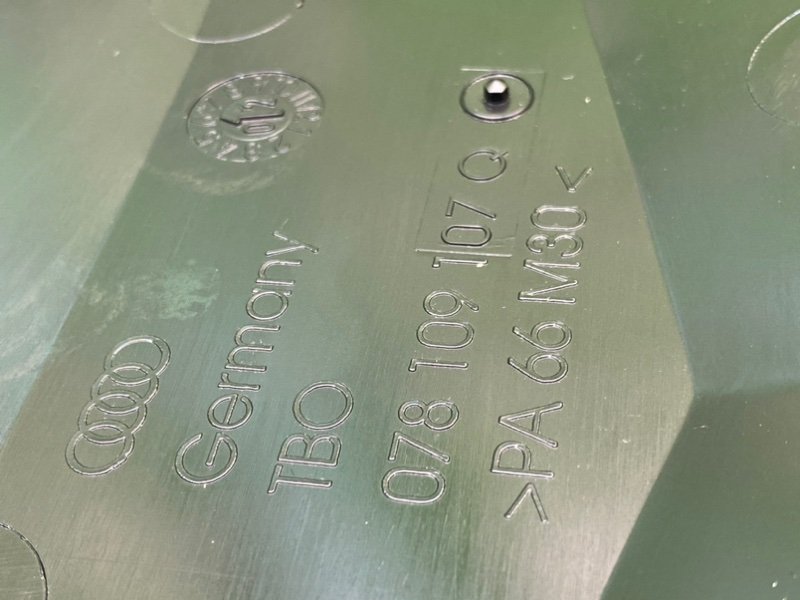 Germany
TBO
078 109 107 Q
>PA 66 M30<